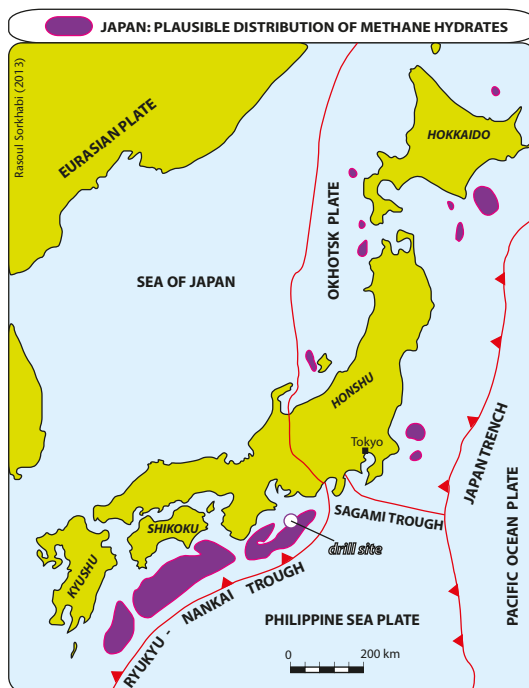 JAPAN: PLAUSIBLE DISTRIBUTION OF METHANE HYDRATES
Rasoul Sorkhabi (2013)
EURASIAN PLATE
HOKKAIDO
OKHOTSK PLATE
SEA OF JAPAN
HONSHU
Tokyo
JAPAN TRENCH
PACIFIC OCEAN PLATE
SAGAMI TROUGH
SHIKOKU
drill site
KYUSHU
RYUKYU - NANKAI TROUGH
PHILIPPINE SEA PLATE
0 200 km